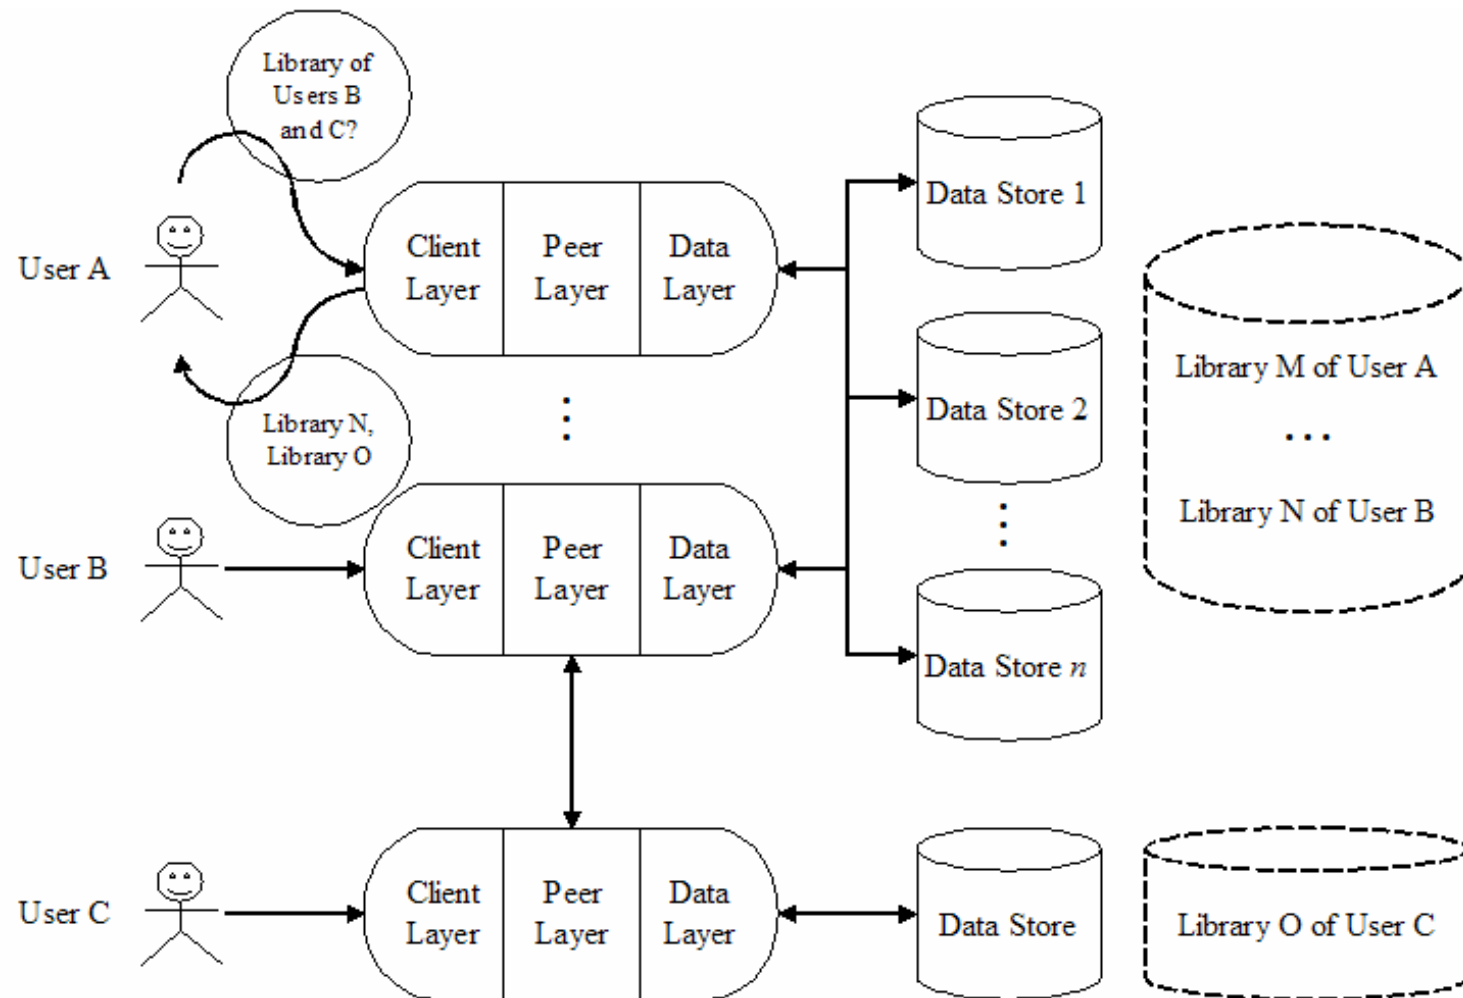 Library of
Users B
and C?
User A
Client
Layer
Peer
Layer
Data
Layer
Data Store 1
Data Store 2
Library M of User A
...
Library N of User B
Library N,
Library O
User B
Client
Layer
Peer
Layer
Data
Layer
Data Store n
User C
Client
Layer
Peer
Layer
Data
Layer
Data Store
Library O of User C